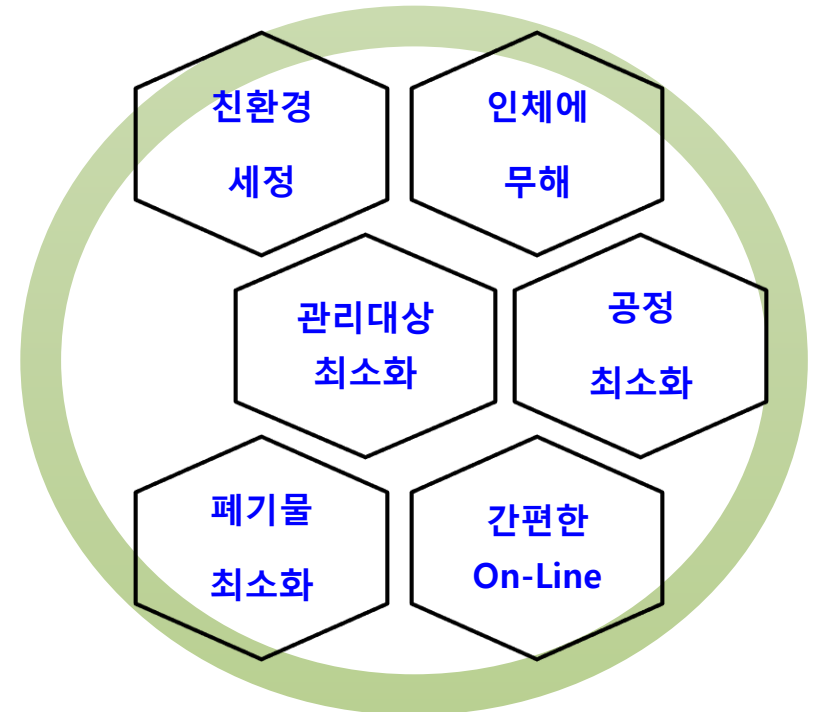 친환경
세정
인체에
무해
관리대상
최소화
공정
최소화
폐기물
최소화
간편한
On-Line